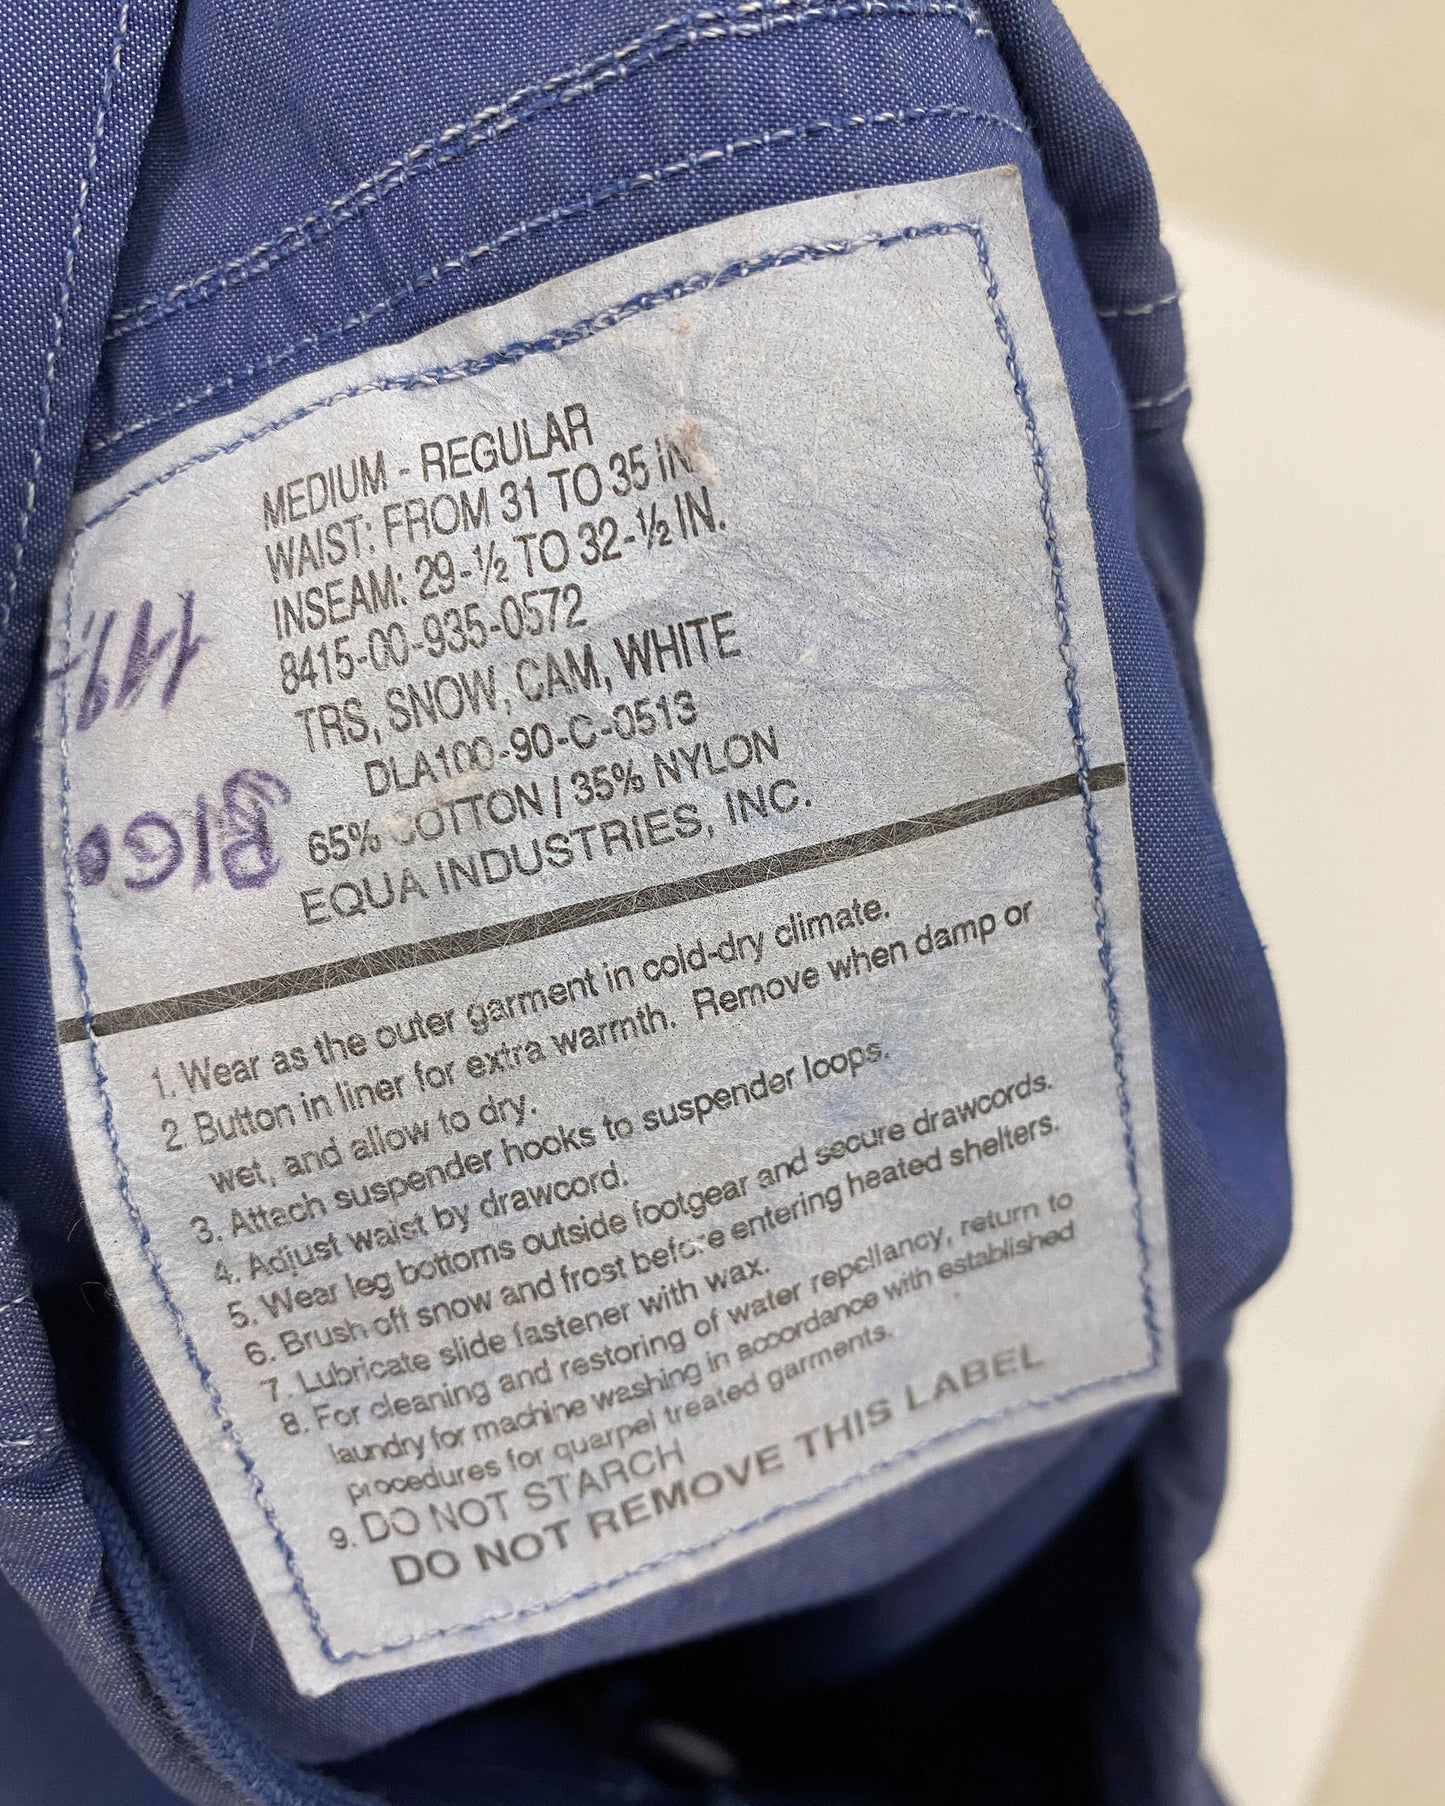 MEDIUM - REGULAR
WAIST: FROM 31 TO 35 IN.
INSEAM: 29-½ TO 32-½ IN.
8415-00-935-0572
TRS, SNOW, CAM, WHITE
DLA100-90-C-0513
65% COTTON / 35% NYLON
EQUA INDUSTRIES, INC.
1. Wear as the outer garment in cold-dry climate.
2. Button in liner for extra warmth. Remove when damp or
wet, and allow to dry.
3. Attach suspender hooks to suspender loops.
4. Adjust waist by drawcord.
5. Wear leg bottoms outside footgear and secure drawcords.
6. Brush off snow and frost before entering heated shelters.
7. Lubricate slide fastener with wax.
8. For cleaning and restoring of water repellancy, return to
laundry for machine washing in accordance with established
procedures for quarpel treated garments.
9. DO NOT STARCH
DO NOT REMOVE THIS LABEL